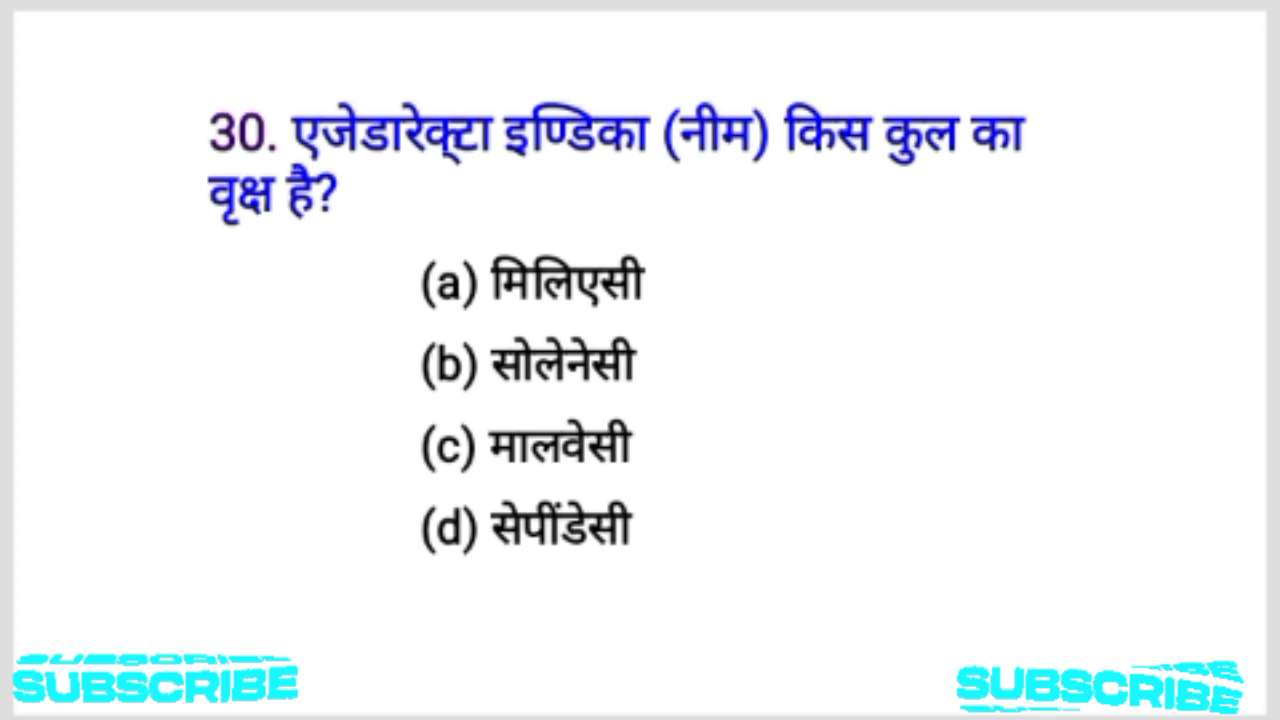 30. एजेडारेक्टा इण्डिका (नीम) किस कुल का
वृक्ष है?
(a) मिलिएसी
(b) सोलेनेसी
(c) मालवेसी
(d) सेपींडेसी
SUBSCRIBE
SUBSCRIBE